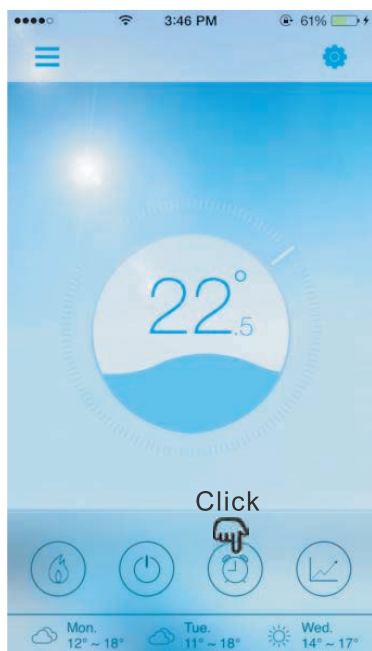 3:46 PM 61%
22°.5
Click
Mon. Tue. Wed.
12° ~ 18° 11° ~ 18° 14° ~ 17°